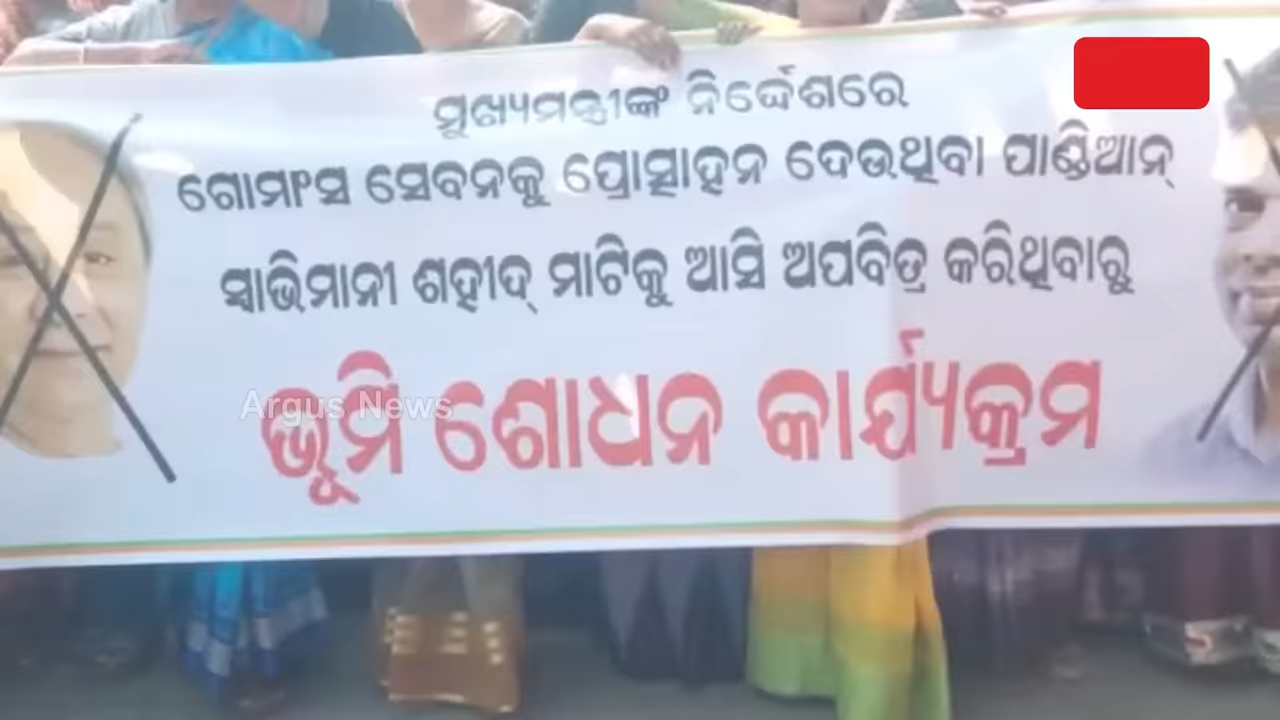 ମୁଖ୍ୟମନ୍ତ୍ରୀଙ୍କ ନିର୍ଦ୍ଦେଶରେ
ଗୋମାଂସ ସେବନକୁ ପ୍ରୋତ୍ସାହନ ଦେଉଥିବା ପାଣ୍ଡିଆନ୍
ସ୍ୱାଭିମାନୀ ଶହୀଦ୍ ମାଟିକୁ ଆସି ଅପବିତ୍ର କରିଥିବାରୁ
ଭୂମି ଶୋଧନ କାର୍ଯ୍ୟକ୍ରମ
Argus News